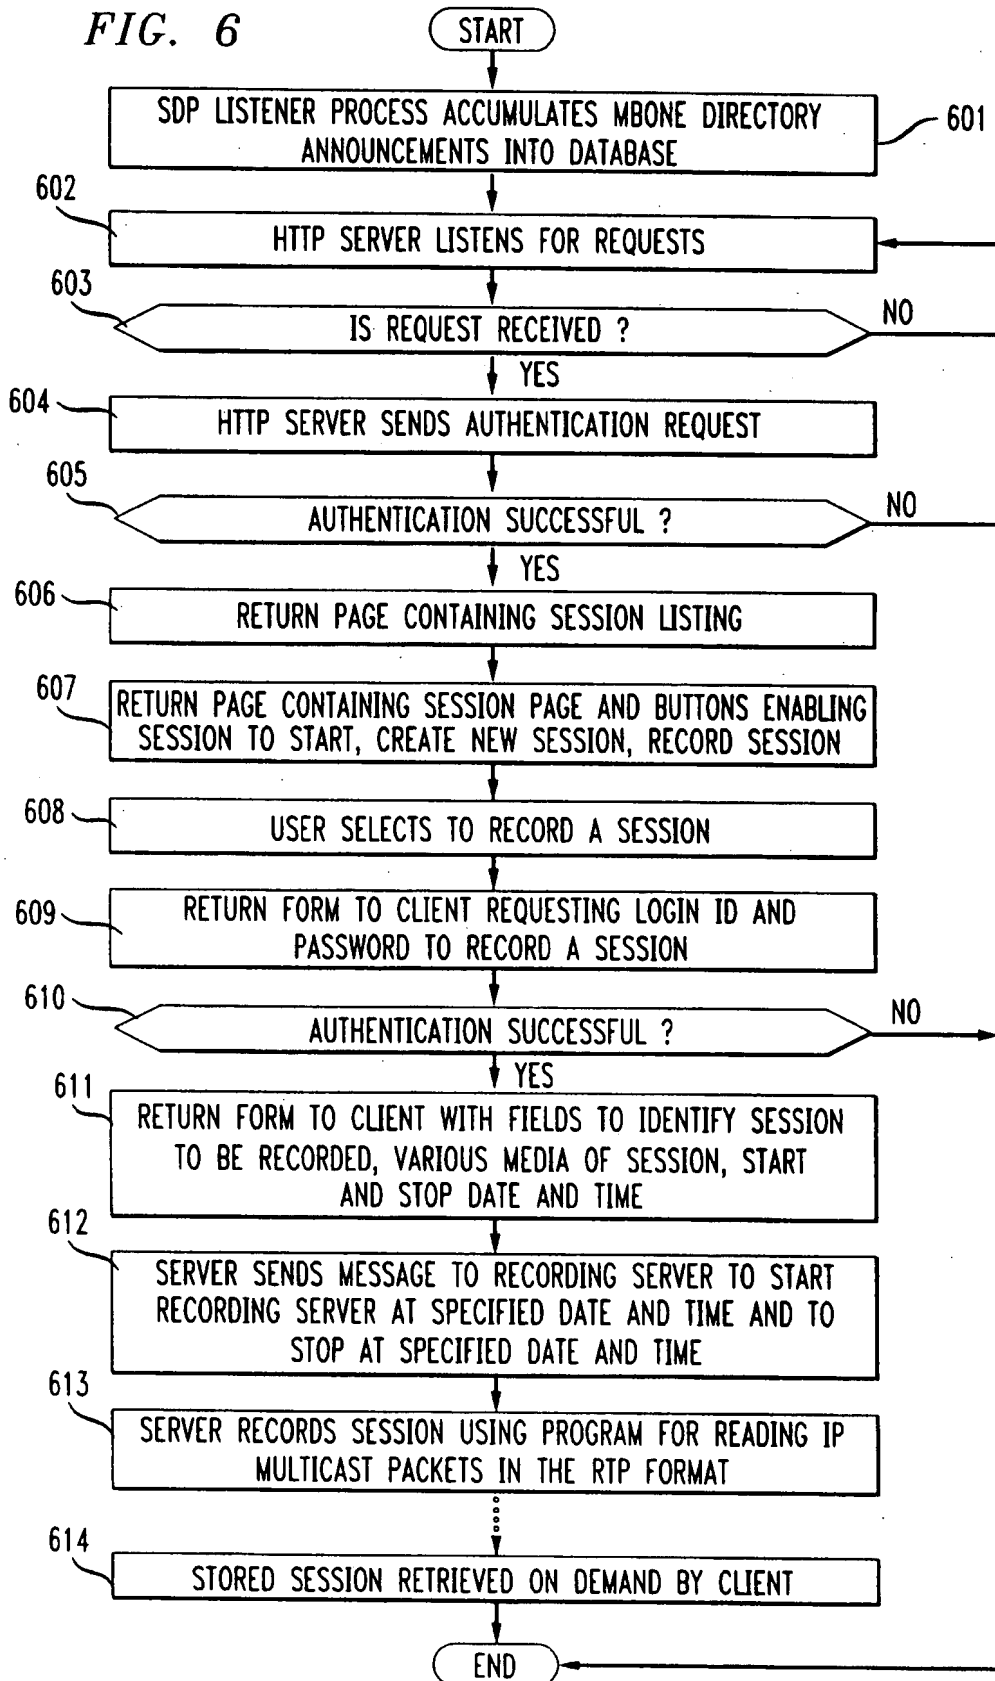 FIG. 6
START
SDP LISTENER PROCESS ACCUMULATES MBONE DIRECTORY
ANNOUNCEMENTS INTO DATABASE
601
602
HTTP SERVER LISTENS FOR REQUESTS
603
IS REQUEST RECEIVED ?
NO
YES
604
HTTP SERVER SENDS AUTHENTICATION REQUEST
605
AUTHENTICATION SUCCESSFUL ?
NO
YES
606
RETURN PAGE CONTAINING SESSION LISTING
607
RETURN PAGE CONTAINING SESSION PAGE AND BUTTONS ENABLING
SESSION TO START, CREATE NEW SESSION, RECORD SESSION
608
USER SELECTS TO RECORD A SESSION
609
RETURN FORM TO CLIENT REQUESTING LOGIN ID AND
PASSWORD TO RECORD A SESSION
610
AUTHENTICATION SUCCESSFUL ?
NO
YES
611
RETURN FORM TO CLIENT WITH FIELDS TO IDENTIFY SESSION
TO BE RECORDED, VARIOUS MEDIA OF SESSION, START
AND STOP DATE AND TIME
612
SERVER SENDS MESSAGE TO RECORDING SERVER TO START
RECORDING SERVER AT SPECIFIED DATE AND TIME AND TO
STOP AT SPECIFIED DATE AND TIME
613
SERVER RECORDS SESSION USING PROGRAM FOR READING IP
MULTICAST PACKETS IN THE RTP FORMAT
614
STORED SESSION RETRIEVED ON DEMAND BY CLIENT
END